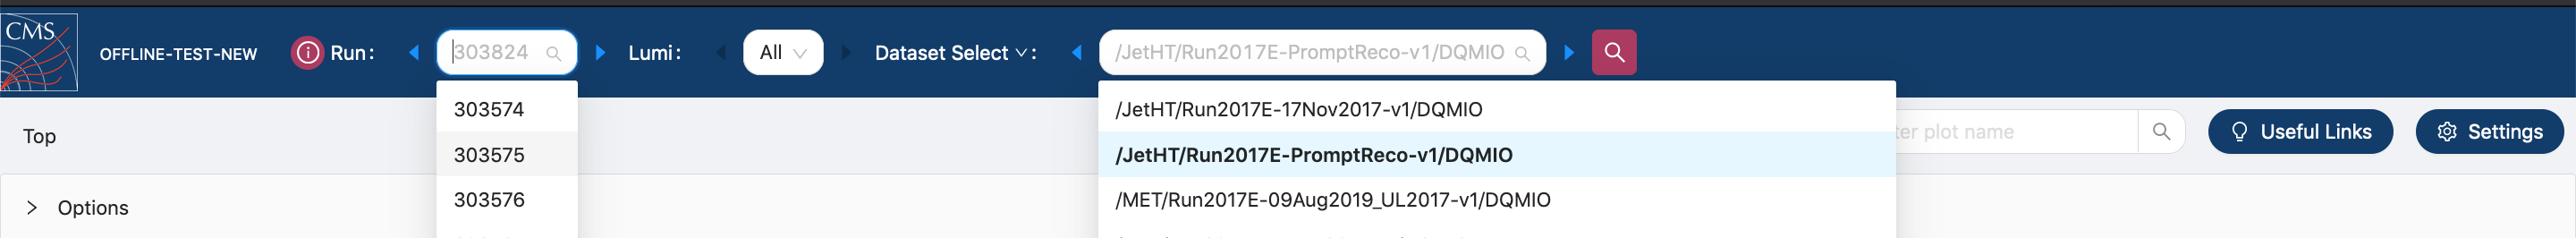 CMS
OFFLINE-TEST-NEW Run: 303824 Lumi: All Dataset Select : /JetHT/Run2017E-PromptReco-v1/DQMIO
303574
303575
303576
/JetHT/Run2017E-17Nov2017-v1/DQMIO
/JetHT/Run2017E-PromptReco-v1/DQMIO
/MET/Run2017E-09Aug2019_UL2017-v1/DQMIO
Top
plot name
Useful Links
Settings
Options